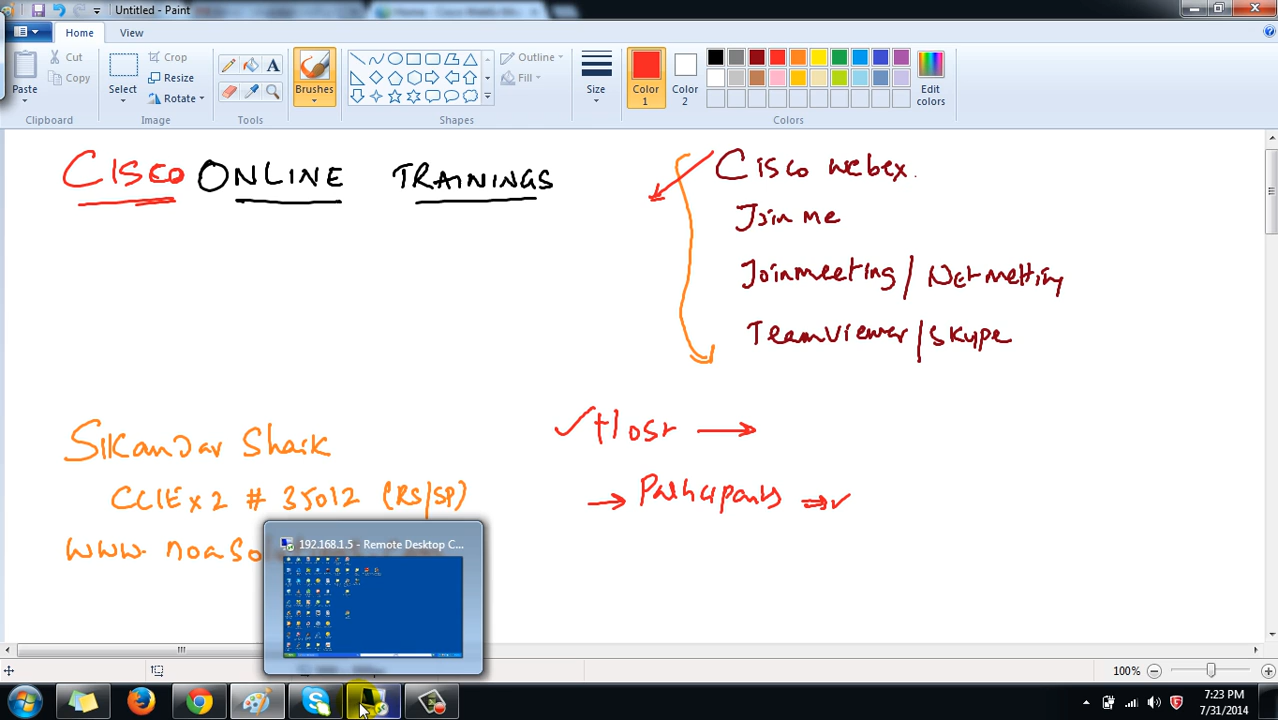 Untitled - Paint
Home
View
Paste
Cut
Copy
Clipboard
Select
Crop
Resize
Rotate
Image
Tools
Brushes
Outline
Fill
Shapes
Size
Color 1
Color 2
Edit colors
Colors
CISCO ONLINE TRAININGS
Cisco Webex
Join me
Joinmeeting / Netmetting
TeamViewer/Skype
Sikandar Shaik
CCIEx2 # 35012 (RS/SP)
www. noaSol
Host
Participants
192.168.1.5 - Remote Desktop C...
100%
7:23 PM
7/31/2014